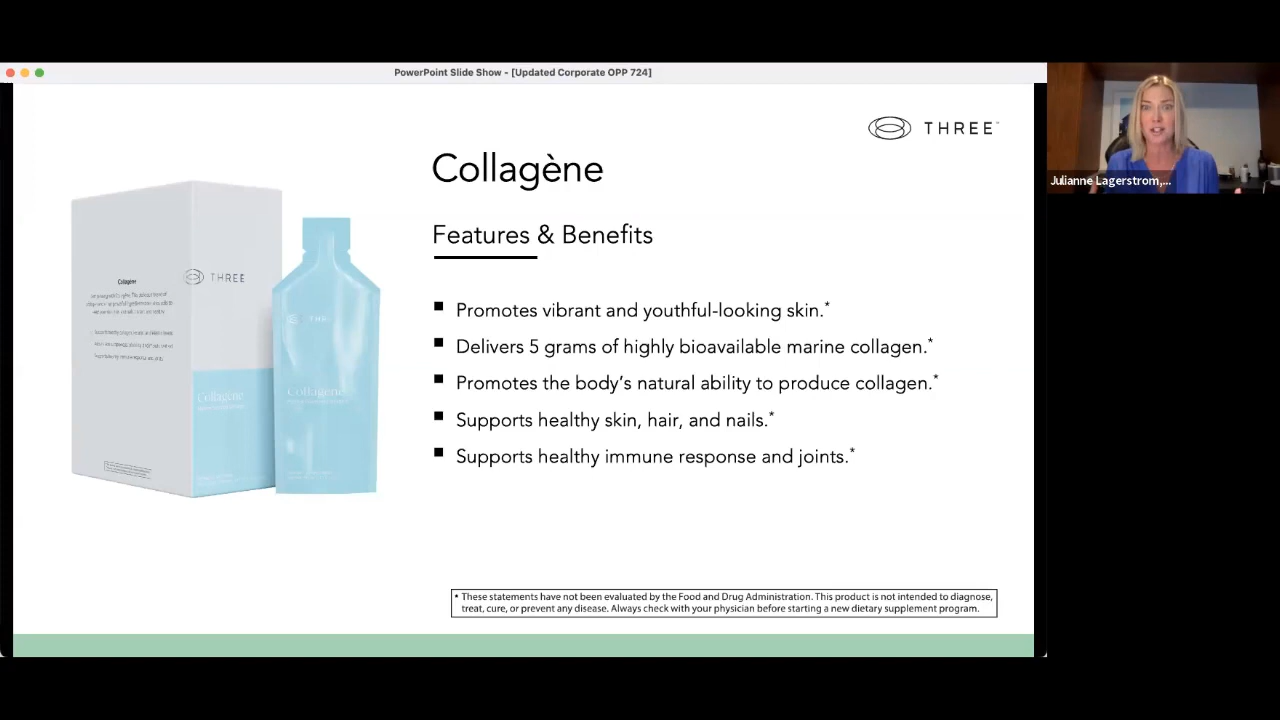 PowerPoint Slide Show - [Updated Corporate OPP 724]
THREE™
Collagène
Features & Benefits
Promotes vibrant and youthful-looking skin.*
Delivers 5 grams of highly bioavailable marine collagen.*
Promotes the body's natural ability to produce collagen.*
Supports healthy skin, hair, and nails.*
Supports healthy immune response and joints.*
* These statements have not been evaluated by the Food and Drug Administration. This product is not intended to diagnose,
treat, cure, or prevent any disease. Always check with your physician before starting a new dietary supplement program.
Collagène
THREE
Collagène
THREE
Collagène
Julianne Lagerstrom,...